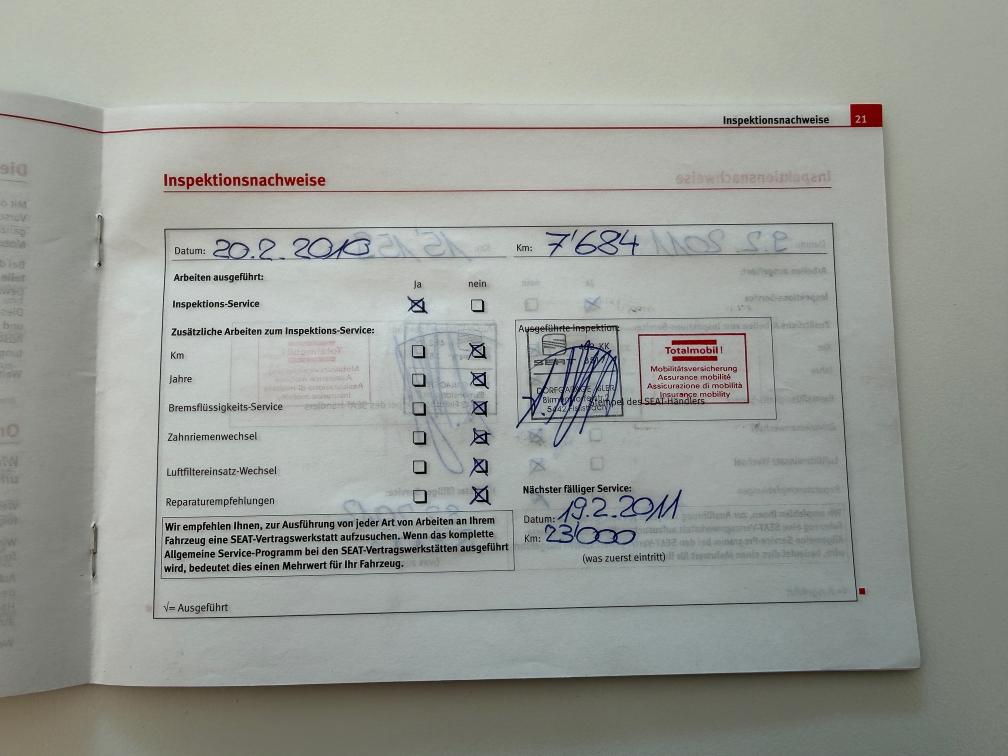 Inspektionsnachweise 21
Inspektionsnachweise
Datum: 20.2.2010 Km: 7'684
Arbeiten ausgeführt:
Ja nein
Inspektions-Service
Zusätzliche Arbeiten zum Inspektions-Service:
Ausgeführte Inspektion:
Km
Jahre
Bremsflüssigkeits-Service
Zahnriemenwechsel
Luftfiltereinsatz-Wechsel
Reparaturempfehlungen
SEAT
DORFGARAGE
5442
Totalmobil!
Mobilitätsversicherung
Assurance mobilité
Assicurazione di mobilità
Insurance mobility
Stempel des SEAT-Händlers
Nächster fälliger Service:
Datum: 19.2.2011
Km: 23'000
(was zuerst eintritt)
Wir empfehlen Ihnen, zur Ausführung von jeder Art von Arbeiten an Ihrem
Fahrzeug eine SEAT-Vertragswerkstatt aufzusuchen. Wenn das komplette
Allgemeine Service-Programm bei den SEAT-Vertragswerkstätten ausgeführt
wird, bedeutet dies einen Mehrwert für Ihr Fahrzeug.
√= Ausgeführt